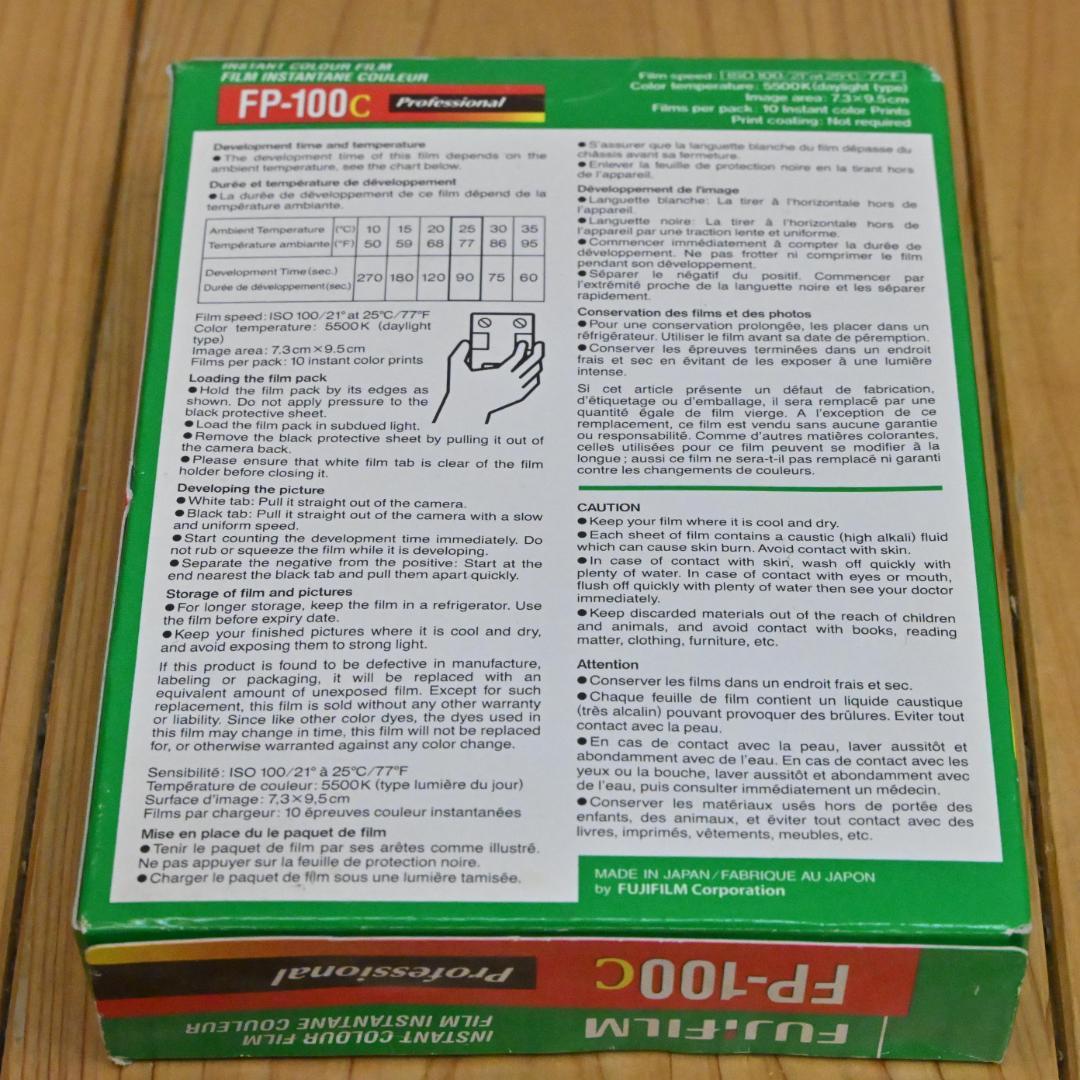 INSTANT COLOUR FILM
FILM INSTANTANE COULEUR
FP-100C Professional
Film speed: ISO 100/21° at 25°C/77°F
Color temperature: 5500K (daylight type)
Image area: 7.3×9.5cm
Films per pack: 10 Instant color Prints
Print coating: Not required
Development time and temperature
● The development time of this film depends on the
ambient temperature, see the chart below.
Durée et température de développement
● La durée de développement de ce film dépend de la
température ambiante.
Ambient Temperature (°C) 10 15 20 25 30 35
Température ambiante (°F) 50 59 68 77 86 95
Development Time (sec.)
Durée de développement (sec.) 270 180 120 90 75 60
Film speed: ISO 100/21° at 25°C/77°F
Color temperature: 5500K (daylight
type)
Image area: 7.3cm×9.5cm
Films per pack: 10 instant color prints
Loading the film pack
● Hold the film pack by its edges as
shown. Do not apply pressure to the
black protective sheet.
● Load the film pack in subdued light.
● Remove the black protective sheet by pulling it out of
the camera back.
● Please ensure that white film tab is clear of the film
holder before closing it.
Developing the picture
● White tab: Pull it straight out of the camera.
● Black tab: Pull it straight out of the camera with a slow
and uniform speed.
● Start counting the development time immediately. Do
not rub or squeeze the film while it is developing.
● Separate the negative from the positive: Start at the
end nearest the black tab and pull them apart quickly.
Storage of film and pictures
● For longer storage, keep the film in a refrigerator. Use
the film before expiry date.
● Keep your finished pictures where it is cool and dry,
and avoid exposing them to strong light.
If this product is found to be defective in manufacture,
labeling or packaging, it will be replaced with an
equivalent amount of unexposed film. Except for such
replacement, this film is sold without any other warranty
or liability. Since like other color dyes, the dyes used in
this film may change in time, this film will not be replaced
for, or otherwise warranted against any color change.
Sensibilité: ISO 100/21° à 25°C/77°F
Température de couleur: 5500K (type lumière du jour)
Surface d'image: 7,3×9,5cm
Films par chargeur: 10 épreuves couleur instantanées
Mise en place du le paquet de film
● Tenir le paquet de film par ses arêtes comme illustré.
Ne pas appuyer sur la feuille de protection noire.
● Charger le paquet de film sous une lumière tamisée.
● S'assurer que la languette blanche du film dépasse du
châssis avant sa fermeture.
● Enlever la feuille de protection noire en la tirant hors
de l'appareil.
Développement de l'image
● Languette blanche: La tirer à l'horizontale hors de
l'appareil.
● Languette noire: La tirer à l'horizontale hors de
l'appareil par une traction lente et uniforme.
● Commencer immédiatement à compter la durée de
développement. Ne pas frotter ni comprimer le film
pendant son développement.
● Séparer le négatif du positif. Commencer par
l'extrémité proche de la languette noire et les séparer
rapidement.
Conservation des films et des photos
● Pour une conservation prolongée, les placer dans un
réfrigérateur. Utiliser le film avant sa date de péremption.
● Conserver les épreuves terminées dans un endroit
frais et sec en évitant de les exposer à une lumière
intense.
Si cet article présente un défaut de fabrication,
d'étiquetage ou d'emballage, il sera remplacé par une
quantité égale de film vierge. A l'exception de ce
remplacement, ce film est vendu sans aucune garantie
ou responsabilité. Comme d'autres matières colorantes,
celles utilisées pour ce film peuvent se modifier à la
longue; aussi ce film ne sera-t-il pas remplacé ni garanti
contre les changements de couleurs.
CAUTION
● Keep your film where it is cool and dry.
● Each sheet of film contains a caustic (high alkali) fluid
which can cause skin burn. Avoid contact with skin.
● In case of contact with skin, wash off quickly with
plenty of water. In case of contact with eyes or mouth,
flush off quickly with plenty of water then see your doctor
immediately.
● Keep discarded materials out of the reach of children
and animals, and avoid contact with books, reading
matter, clothing, furniture, etc.
Attention
● Conserver les films dans un endroit frais et sec.
● Chaque feuille de film contient un liquide caustique
(très alcalin) pouvant provoquer des brûlures. Eviter tout
contact avec la peau.
● En cas de contact avec la peau, laver aussitôt et
abondamment avec de l'eau. En cas de contact avec les
yeux ou la bouche, laver aussitôt et abondamment avec
de l'eau, puis consulter immédiatement un médecin.
● Conserver les matériaux usés hors de portée des
enfants, des animaux, et éviter tout contact avec des
livres, imprimés, vêtements, meubles, etc.
MADE IN JAPAN/FABRIQUE AU JAPON
by FUJIFILM Corporation
FUJIFILM
INSTANT COLOUR FILM
FILM INSTANTANE COULEUR
FP-100C Professional